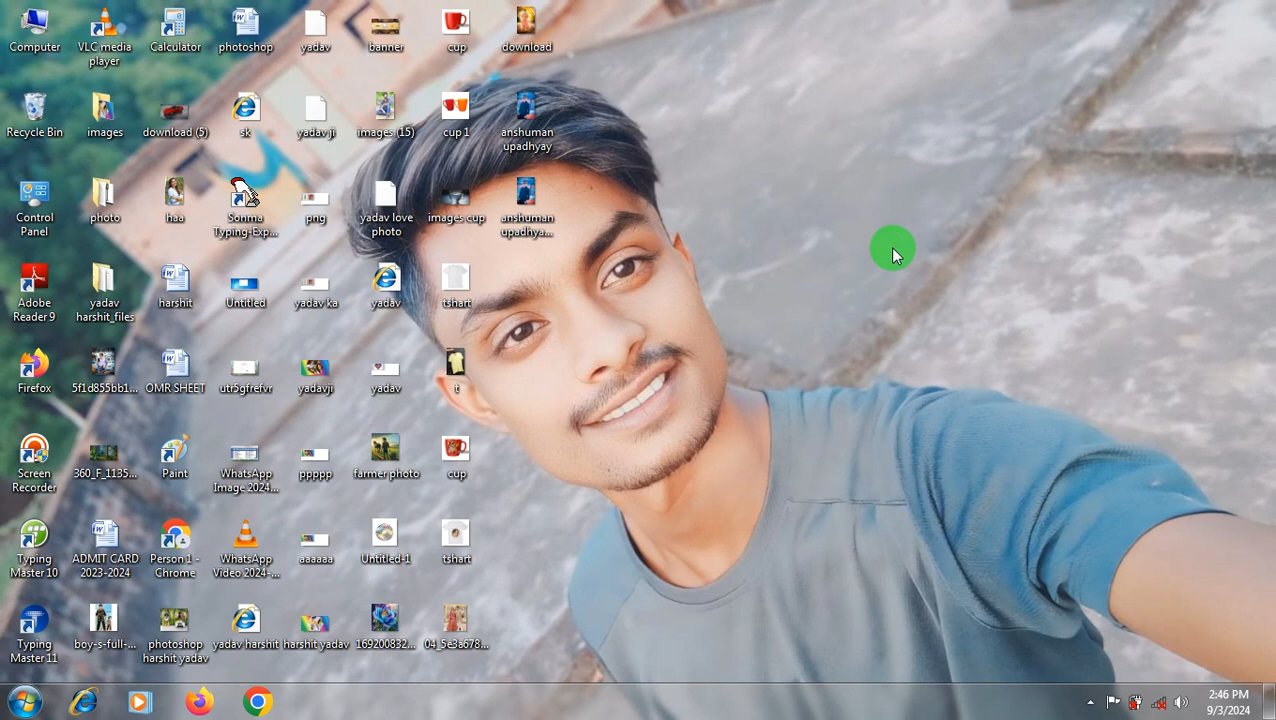 Computer
VLC media
player
Calculator
photoshop
yadav
banner
cup
download
Recycle Bin
images
download (5)
sk
yadav ji
images (15)
cup 1
anshuman
upadhyay
Control
Panel
photo
haa
Sonma
Typing-Exp...
png
yadav love
photo
images cup
anshuman
upadhya...
Adobe
Reader 9
yadav
harshit_files
harshit
Untitled
yadav ka
yadav
tshart
Firefox
5f1d855bb1...
OMR SHEET
utr5gfrefvr
yadavji
yadav
t
Screen
Recorder
360_F_1135...
Paint
WhatsApp
Image 2024...
ppppp
farmer photo
cup
Typing
Master 10
ADMIT CARD
2023-2024
Person 1 -
Chrome
WhatsApp
Video 2024-...
aaaaaa
Untitled-1
tshart
Typing
Master 11
boy-s-full-...
photoshop
harshit yadav
yadav harshit
harshit yadav
169200832...
04_5e3a678...
2:46 PM
9/3/2024